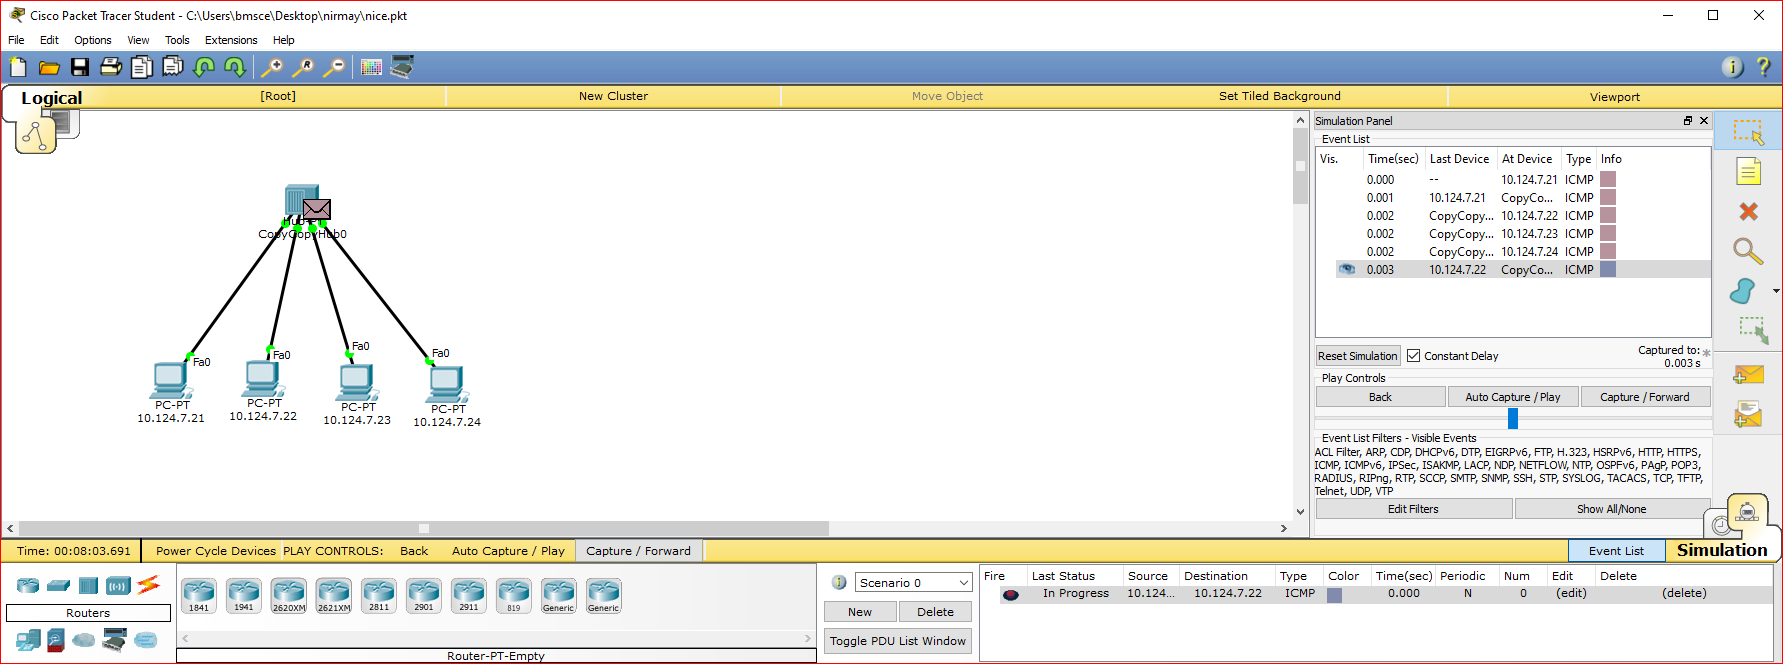 Cisco Packet Tracer Student - C:\Users\bmsce\Desktop\nirmay\nice.pkt
File Edit Options View Tools Extensions Help
Logical [Root] New Cluster Move Object Set Tiled Background Viewport
CopyCopyHub0
Fa0
Fa0
Fa0
Fa0
PC-PT
10.124.7.21
PC-PT
10.124.7.22
PC-PT
10.124.7.23
PC-PT
10.124.7.24
Simulation Panel
Event List
Vis. Time(sec) Last Device At Device Type Info
0.000 -- 10.124.7.21 ICMP
0.001 10.124.7.21 CopyCo... ICMP
0.002 CopyCopy... 10.124.7.22 ICMP
0.002 CopyCopy... 10.124.7.23 ICMP
0.002 CopyCopy... 10.124.7.24 ICMP
0.003 10.124.7.22 CopyCo... ICMP
Reset Simulation Constant Delay Captured to: *
0.003 s
Play Controls
Back Auto Capture / Play Capture / Forward
Event List Filters - Visible Events
ACL Filter, ARP, CDP, DHCPv6, DTP, EIGRPv6, FTP, H.323, HSRPv6, HTTP, HTTPS,
ICMP, ICMPv6, IPSec, ISAKMP, LACP, NDP, NETFLOW, NTP, OSPFv6, PAgP, POP3,
RADIUS, RIPng, RTP, SCCP, SMTP, SNMP, SSH, STP, SYSLOG, TACACS, TCP, TFTP,
Telnet, UDP, VTP
Edit Filters Show All/None
Time: 00:08:03.691 Power Cycle Devices PLAY CONTROLS: Back Auto Capture / Play Capture / Forward Event List Simulation
Routers
1841 1941 2620XM 2621XM 2811 2901 2911 819 Generic Generic
Router-PT-Empty
Scenario 0
New Delete
Toggle PDU List Window
Fire Last Status Source Destination Type Color Time(sec) Periodic Num Edit Delete
In Progress 10.124... 10.124.7.22 ICMP 0.000 N 0 (edit) (delete)